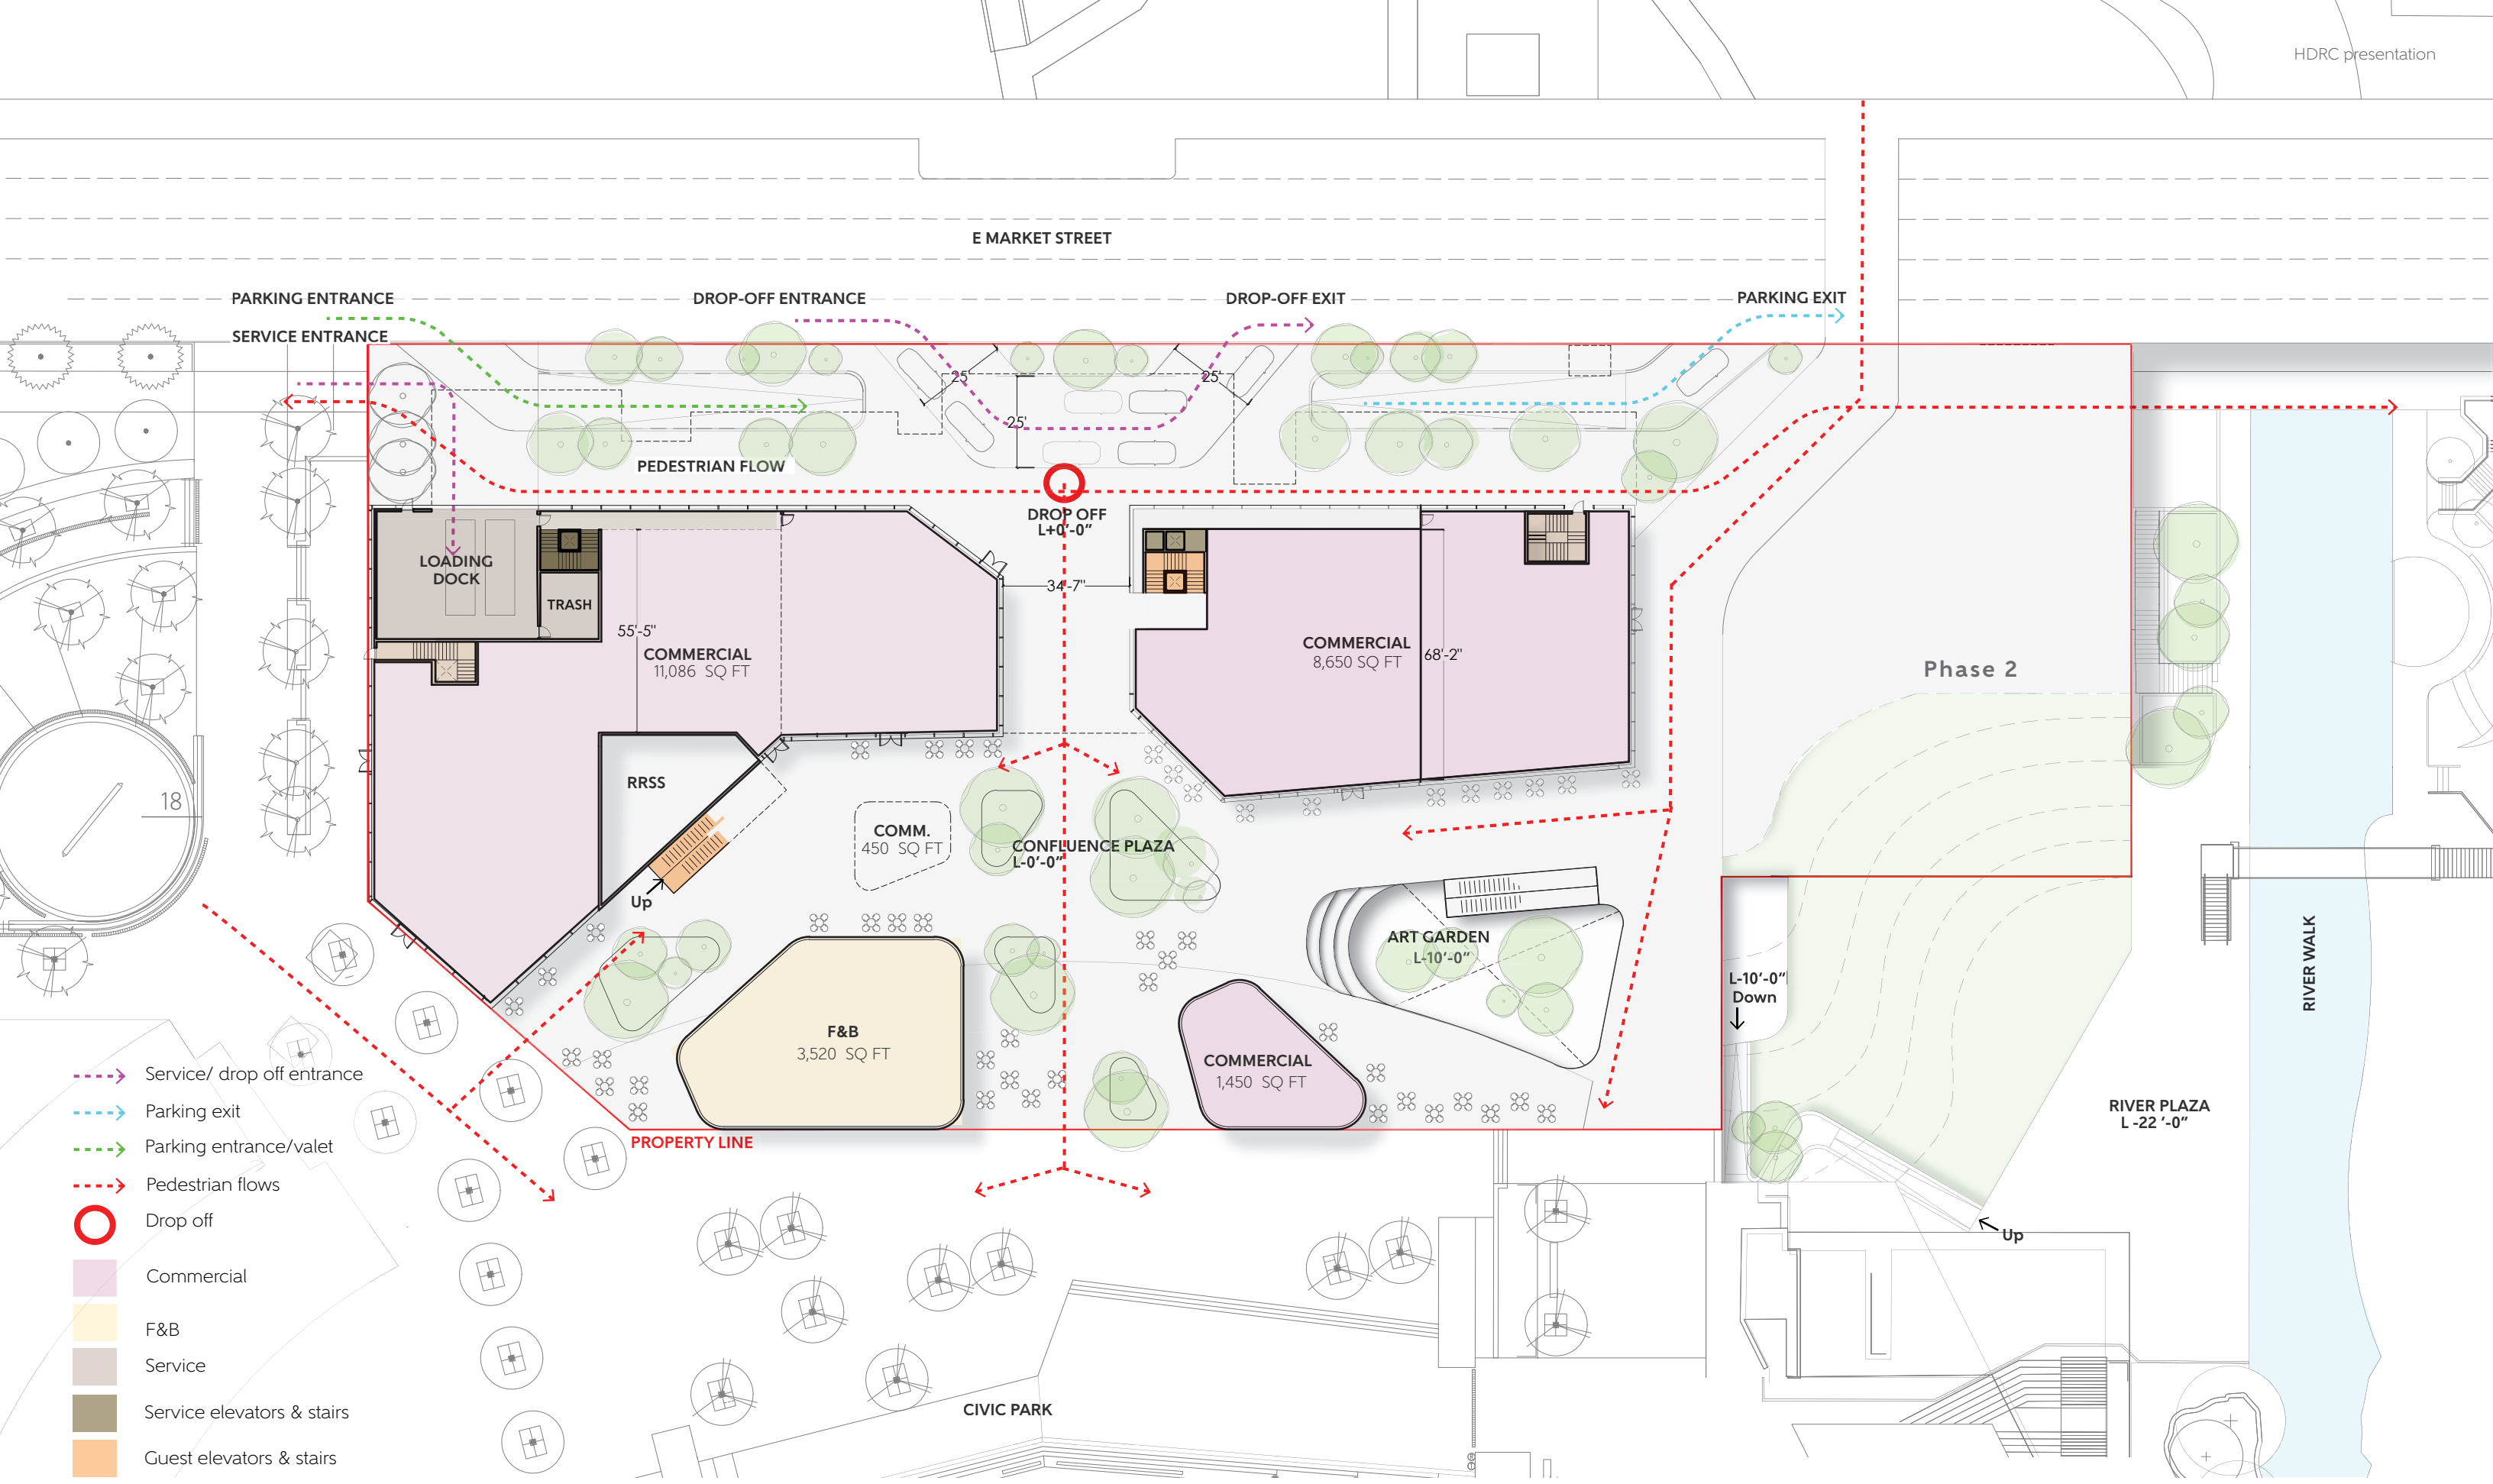 HDRC presentation
E MARKET STREET
PARKING ENTRANCE
DROP-OFF ENTRANCE
DROP-OFF EXIT
PARKING EXIT
SERVICE ENTRANCE
25'
25'
25'
PEDESTRIAN FLOW
DROP OFF
L+0'-0"
LOADING
DOCK
TRASH
34'-7"
55'-5"
COMMERCIAL
11,086 SQ FT
COMMERCIAL
8,650 SQ FT
68'-2"
Phase 2
RRSS
18
COMM.
450 SQ FT
CONFLUENCE PLAZA
L-0'-0"
Up
ART GARDEN
L-10'-0"
L-10'-0"
Down
RIVER WALK
F&B
3,520 SQ FT
COMMERCIAL
1,450 SQ FT
RIVER PLAZA
L -22 '-0"
PROPERTY LINE
Up
CIVIC PARK
Service/ drop off entrance
Parking exit
Parking entrance/valet
Pedestrian flows
Drop off
Commercial
F&B
Service
Service elevators & stairs
Guest elevators & stairs